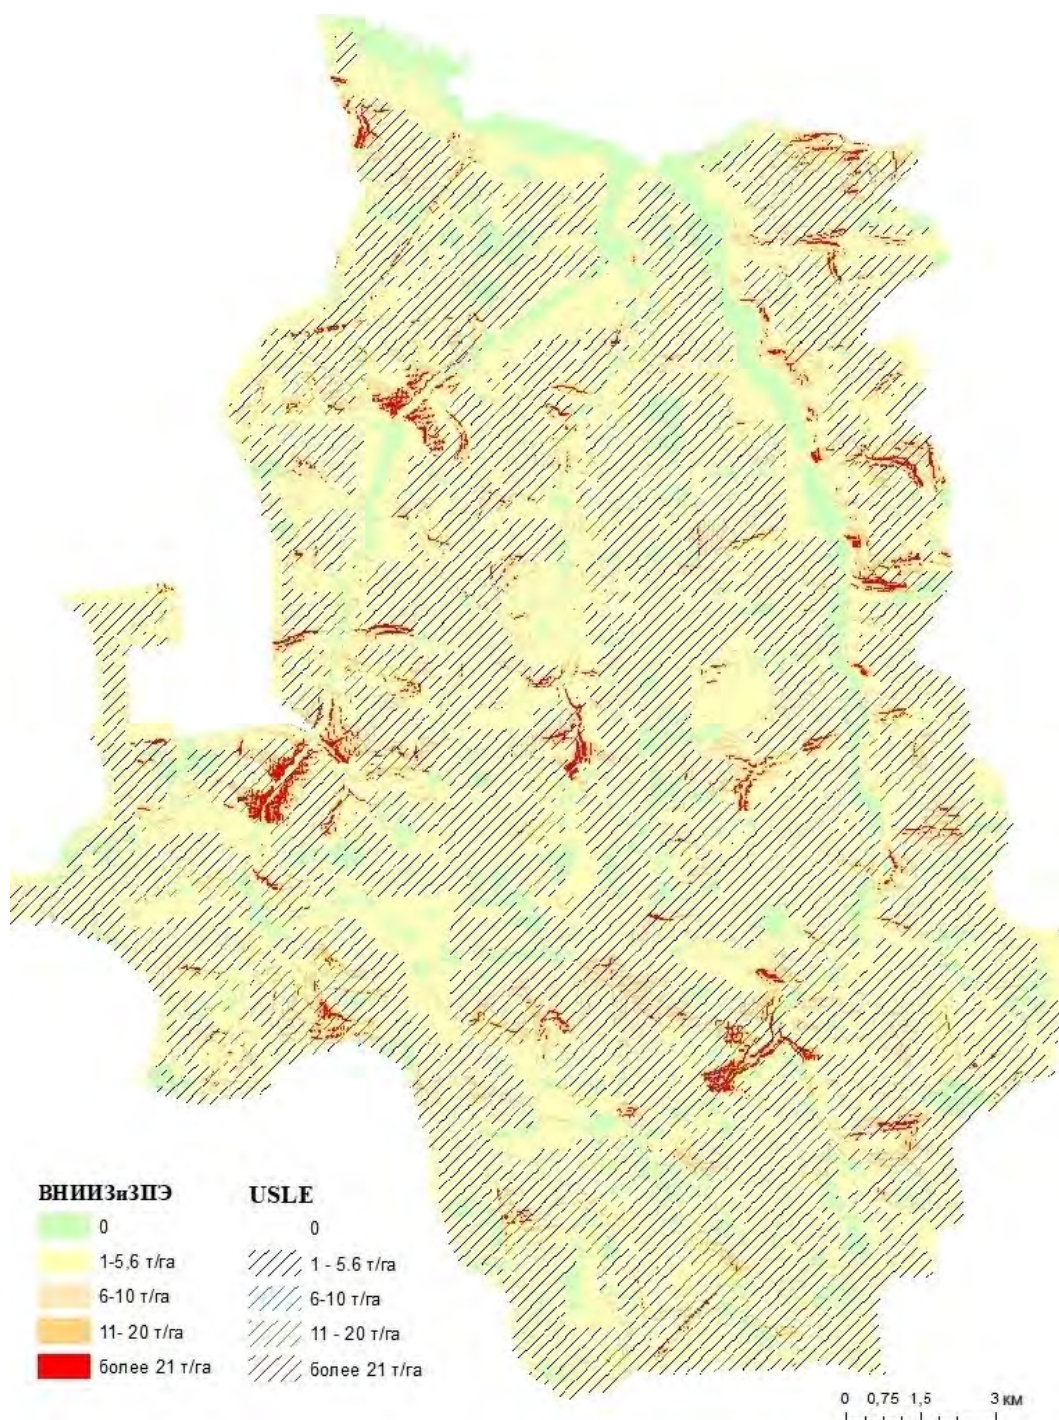 ВНИИЗиЗПЭ USLE
0 0
1-5,6 т/га 1 - 5.6 т/га
6-10 т/га 6-10 т/га
11- 20 т/га 11 - 20 т/га
более 21 т/га более 21 т/га
0 0,75 1,5 3 км